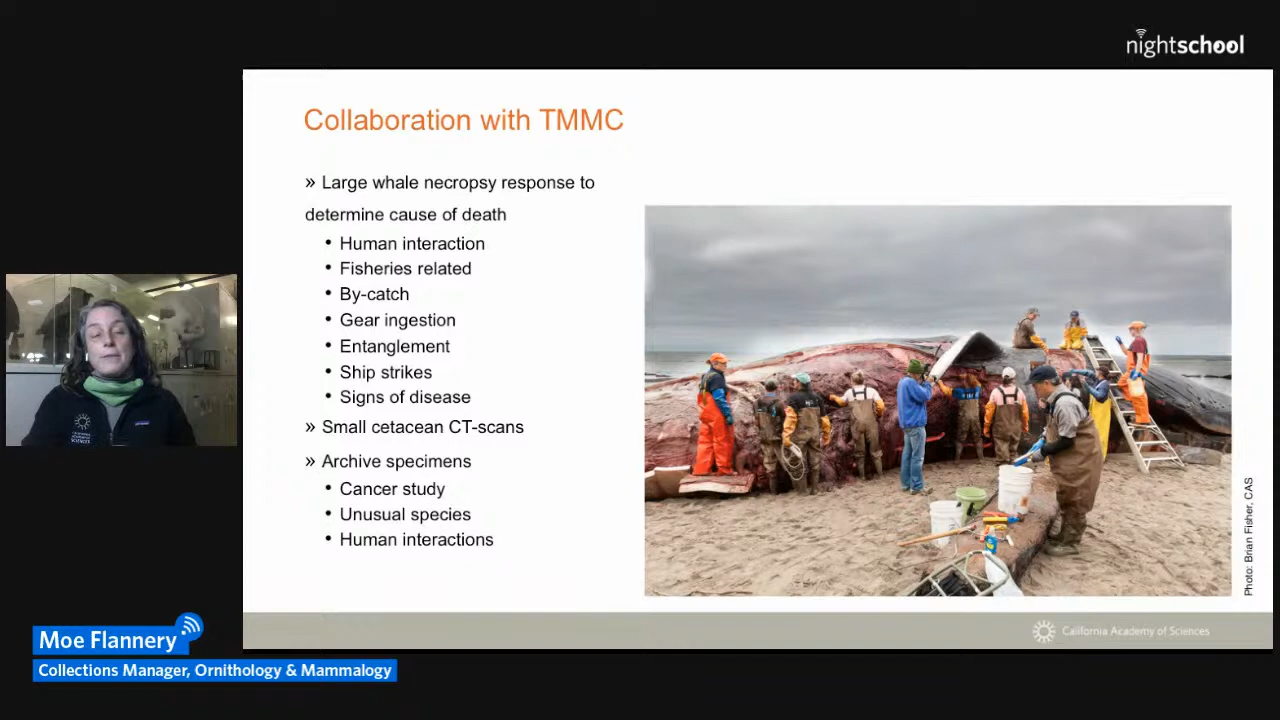 nightschool
Collaboration with TMMC
» Large whale necropsy response to
determine cause of death
• Human interaction
• Fisheries related
• By-catch
• Gear ingestion
• Entanglement
• Ship strikes
• Signs of disease
» Small cetacean CT-scans
» Archive specimens
• Cancer study
• Unusual species
• Human interactions
Photo: Brian Fisher, CAS
California Academy of Sciences
Moe Flannery
Collections Manager, Ornithology & Mammalogy